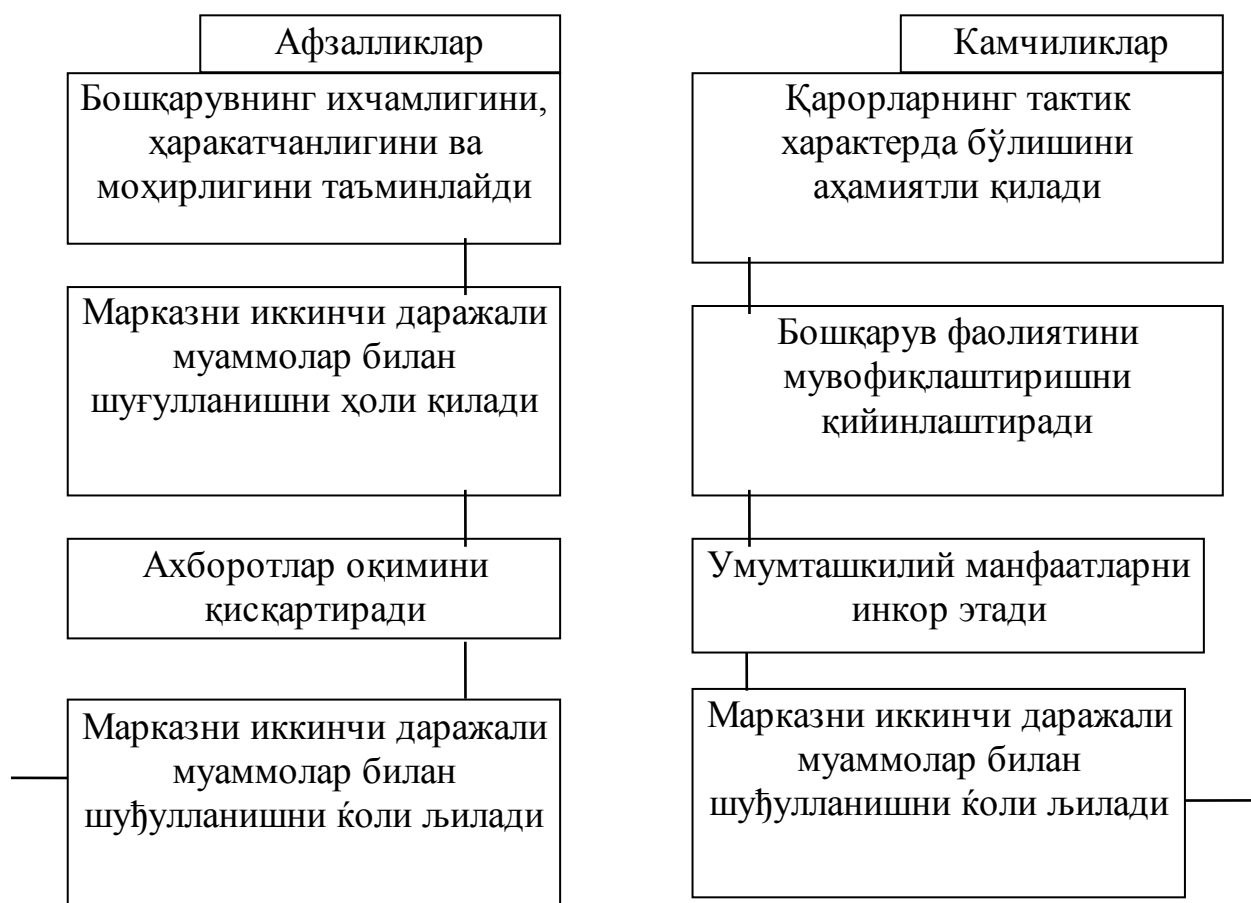 Афзалликлар
Бошқарувнинг ихчамлигини,
ҳаракатчанлигини ва
моҳирлигини таъминлайди
Марказни иккинчи даражали
муаммолар билан
шуғулланишни ҳоли қилади
Ахборотлар оқимини
қисқартиради
Марказни иккинчи даражали
муаммолар билан
шуђулланишни ќоли љилади
Камчиликлар
Қарорларнинг тактик
характерда бўлишини
аҳамиятли қилади
Бошқарув фаолиятини
мувофиқлаштиришни
қийинлаштиради
Умумташкилий манфаатларни
инкор этади
Марказни иккинчи даражали
муаммолар билан
шуђулланишни ќоли љилади